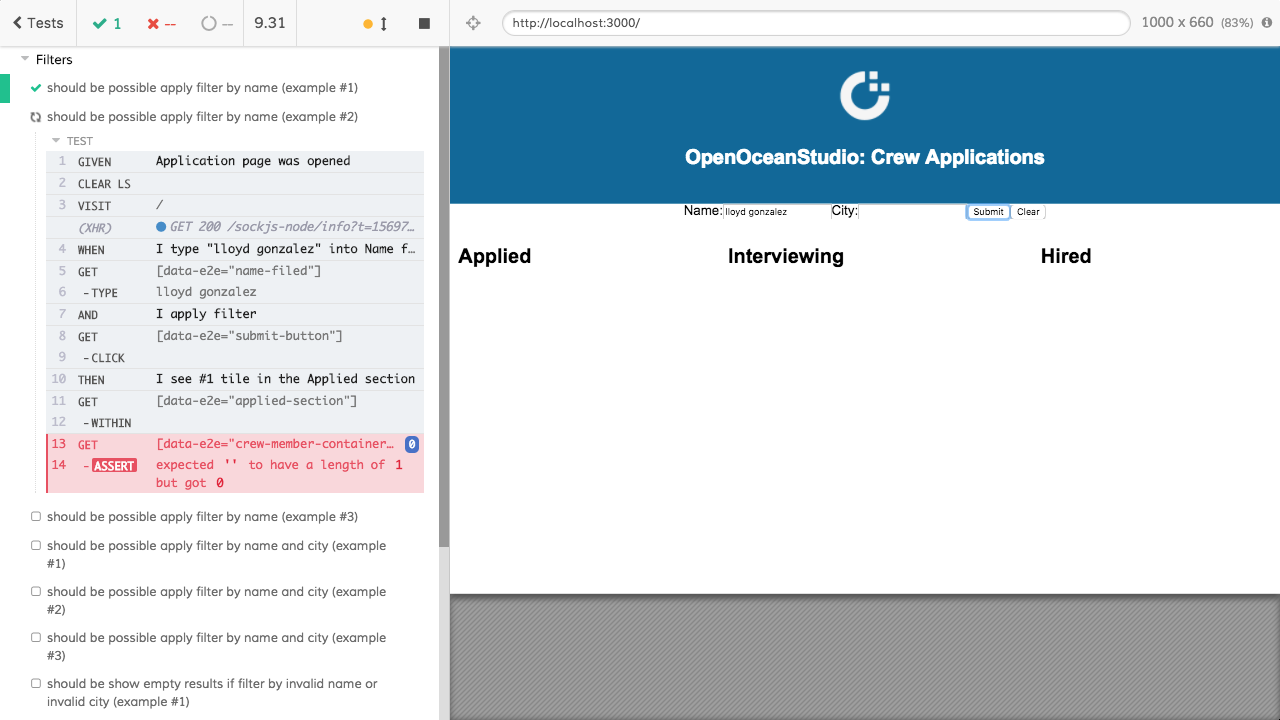 Tests
1
--
--
9.31
http://localhost:3000/
1000 x 660 (83%)
Filters
should be possible apply filter by name (example #1)
should be possible apply filter by name (example #2)
TEST
1 GIVEN Application page was opened
2 CLEAR LS
3 VISIT /
(XHR) GET 200 /sockjs-node/info?t=15697…
4 WHEN I type "lloyd gonzalez" into Name f…
5 GET [data-e2e="name-filed"]
6 -TYPE lloyd gonzalez
7 AND I apply filter
8 GET [data-e2e="submit-button"]
9 -CLICK
10 THEN I see #1 tile in the Applied section
11 GET [data-e2e="applied-section"]
12 -WITHIN
13 GET [data-e2e="crew-member-container… 0
14 -ASSERT expected '' to have a length of 1
but got 0
should be possible apply filter by name (example #3)
should be possible apply filter by name and city (example
#1)
should be possible apply filter by name and city (example
#2)
should be possible apply filter by name and city (example
#3)
should be show empty results if filter by invalid name or
invalid city (example #1)
OpenOceanStudio: Crew Applications
Name: lloyd gonzalez City: Submit Clear
Applied Interviewing Hired